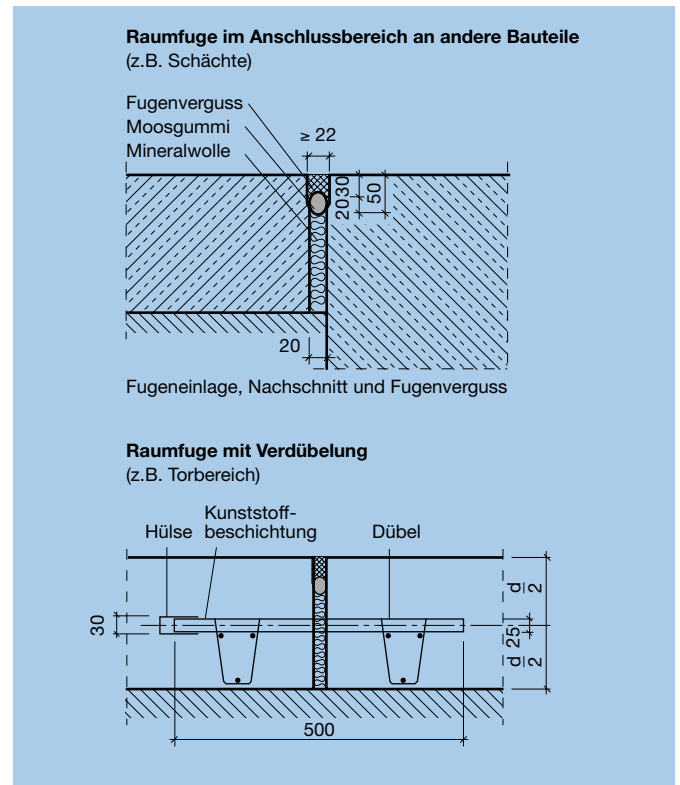 Raumfuge im Anschlussbereich an andere Bauteile
(z.B. Schächte)
Fugenverguss
Moosgummi
Mineralwolle
≥ 22
30
20
50
20
Fugeneinlage, Nachschnitt und Fugenverguss
Raumfuge mit Verdübelung
(z.B. Torbereich)
Kunststoff-
Hülse beschichtung Dübel
d
2
30
25
d
2
500